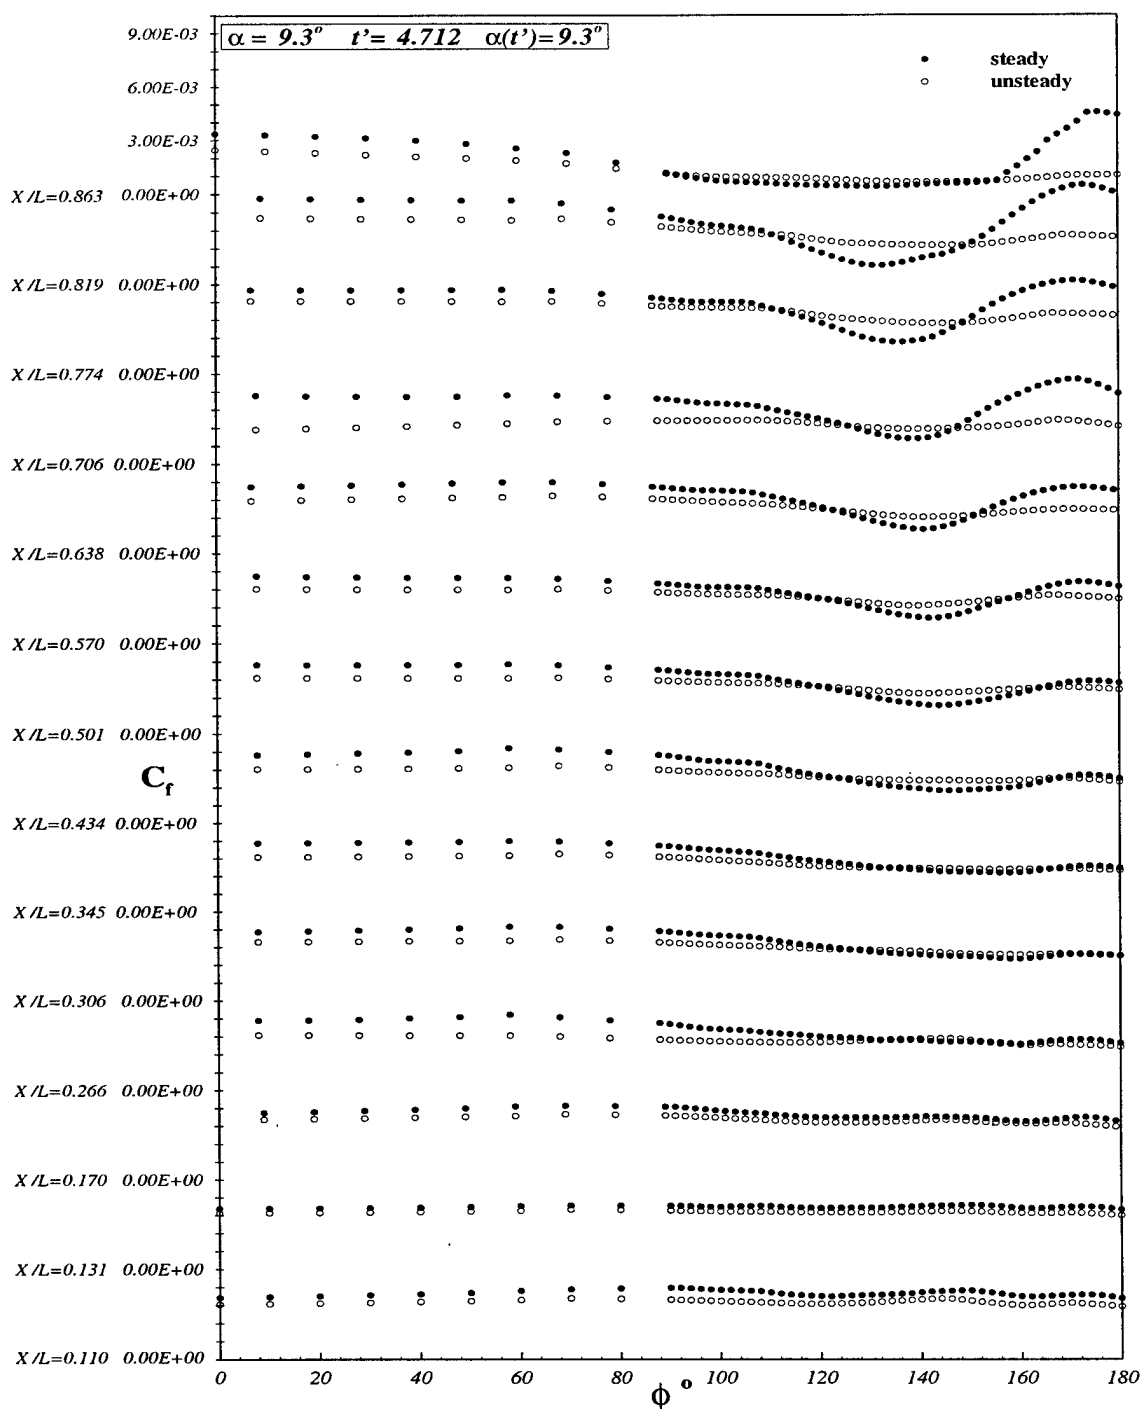 9.00E-03
α = 9.3° t'= 4.712 α(t')=9.3°
steady
6.00E-03
unsteady
3.00E-03
X/L=0.863 0.00E+00
X/L=0.819 0.00E+00
X/L=0.774 0.00E+00
X/L=0.706 0.00E+00
X/L=0.638 0.00E+00
X/L=0.570 0.00E+00
X/L=0.501 0.00E+00
Cf
X/L=0.434 0.00E+00
X/L=0.345 0.00E+00
X/L=0.306 0.00E+00
X/L=0.266 0.00E+00
X/L=0.170 0.00E+00
X/L=0.131 0.00E+00
X/L=0.110 0.00E+00
0 20 40 60 80 100 120 140 160 180
ϕ °